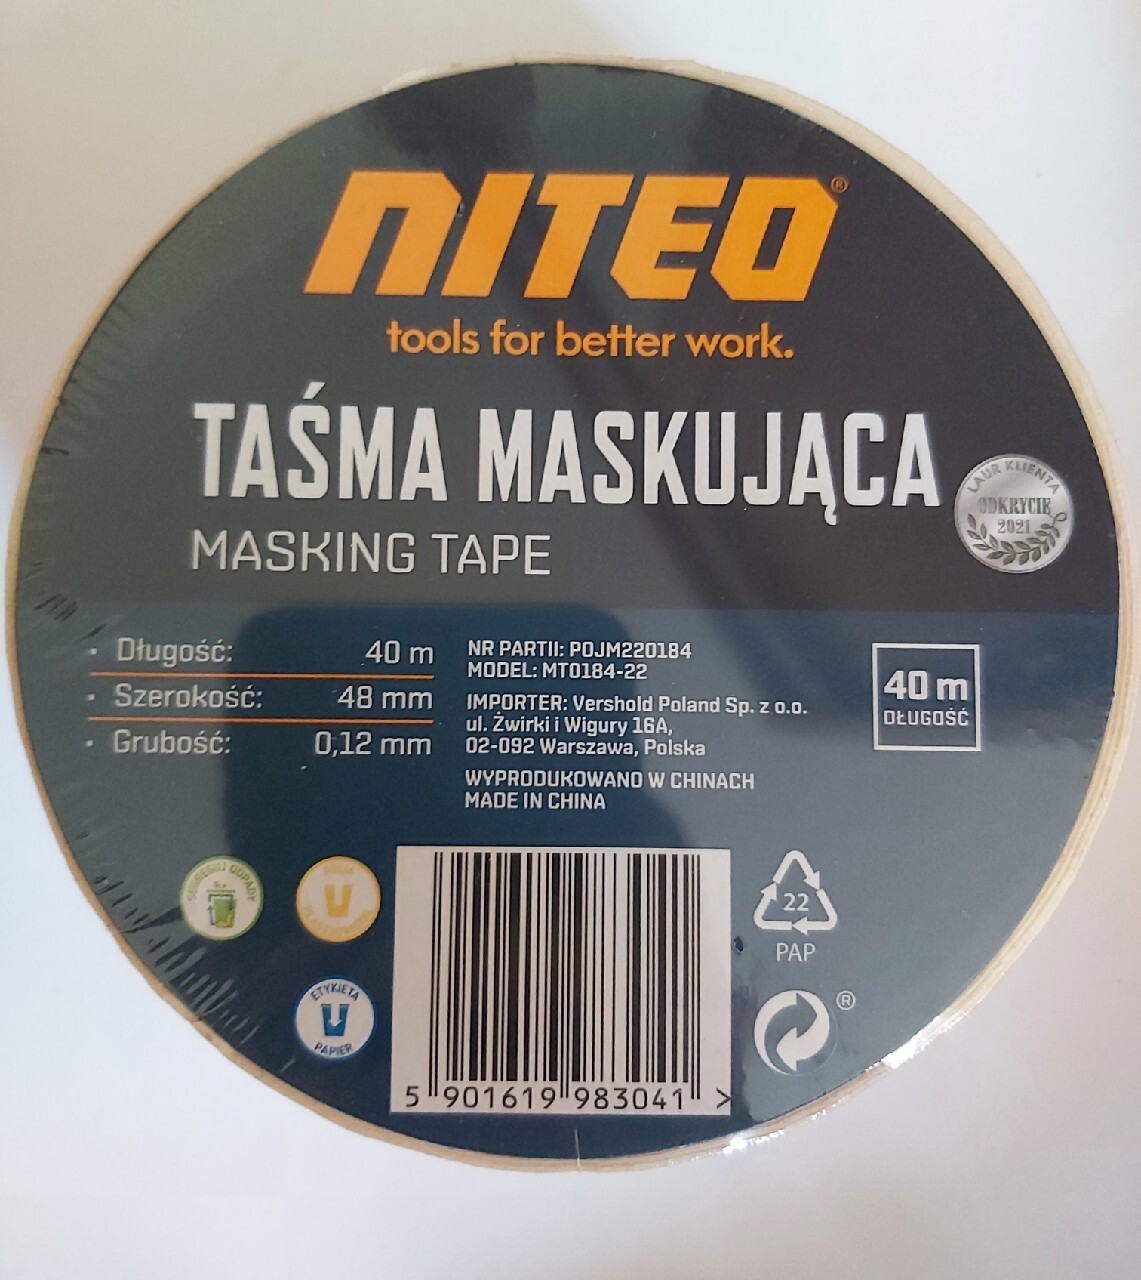 NITEO®
tools for better work.
TAŚMA MASKUJĄCA
MASKING TAPE
LAUR KLIENTA
ODKRYCIE
2021
· Długość: 40 m
· Szerokość: 48 mm
· Grubość: 0,12 mm
NR PARTII: POJM220184
MODEL: MT0184-22
IMPORTER: Vershold Poland Sp. z o.o.
ul. Żwirki i Wigury 16A,
02-092 Warszawa, Polska
WYPRODUKOWANO W CHINACH
MADE IN CHINA
40 m
DŁUGOŚĆ
SEGREGUJ ODPADY
ETYKIETA
PAPIER
5 901619 983041 >
22
PAP
®